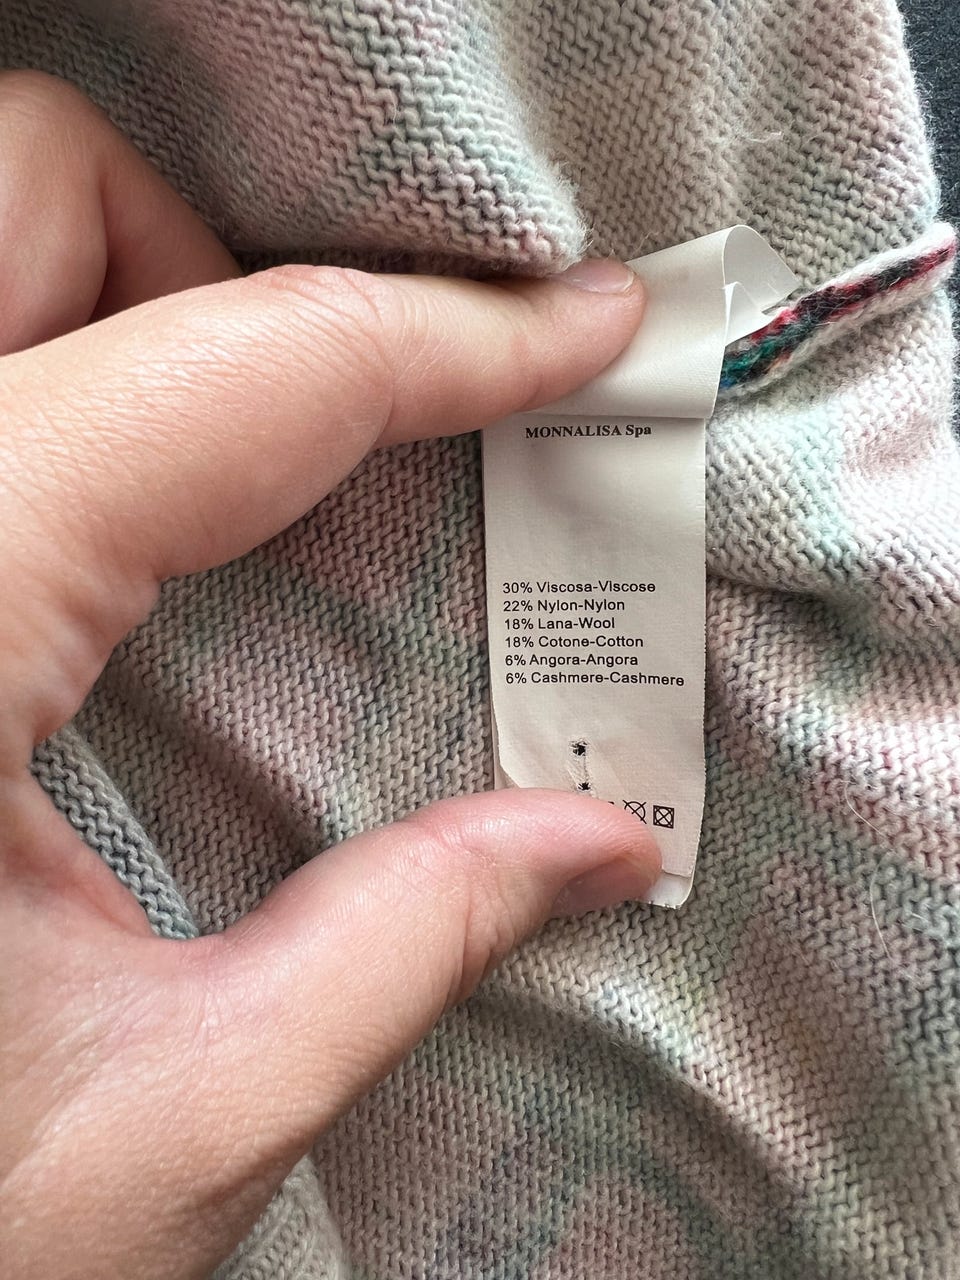 MONNALISA Spa
30% Viscosa-Viscose
22% Nylon-Nylon
18% Lana-Wool
18% Cotone-Cotton
6% Angora-Angora
6% Cashmere-Cashmere